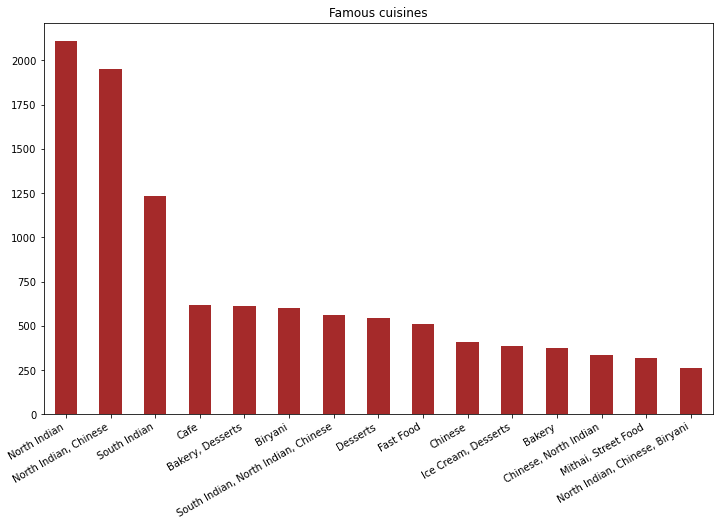 Famous cuisines
2000
1750
1500
1250
1000
750
500
250
0
North Indian
North Indian, Chinese
South Indian
Cafe
Bakery, Desserts
Biryani
South Indian, North Indian, Chinese
Desserts
Fast Food
Chinese
Ice Cream, Desserts
Bakery
Chinese, North Indian
Mithai, Street Food
North Indian, Chinese, Biryani